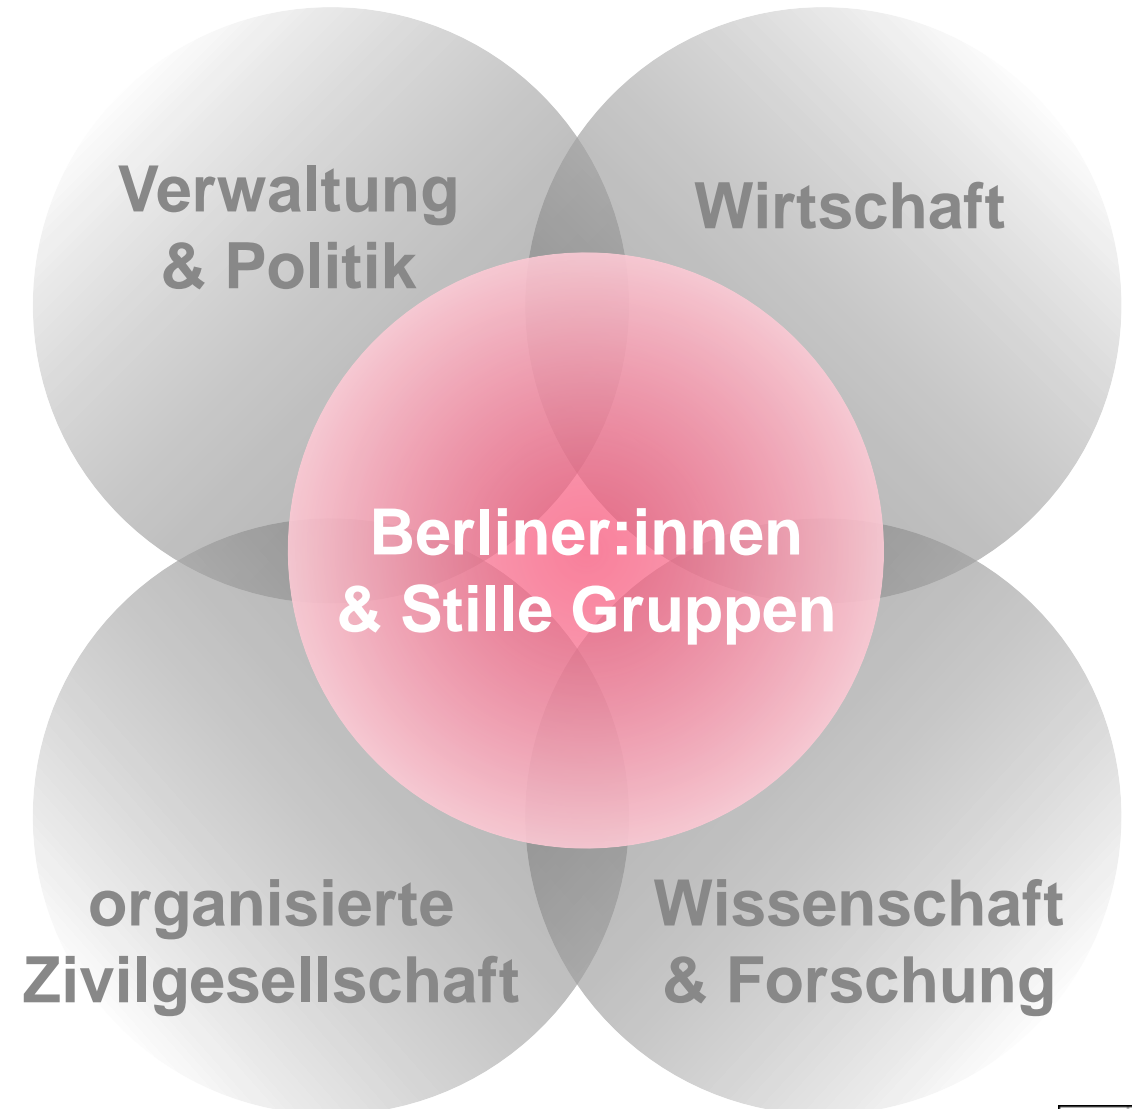 Verwaltung
& Politik
Wirtschaft
Berliner:innen
& Stille Gruppen
organisierte
Zivilgesellschaft
Wissenschaft
& Forschung